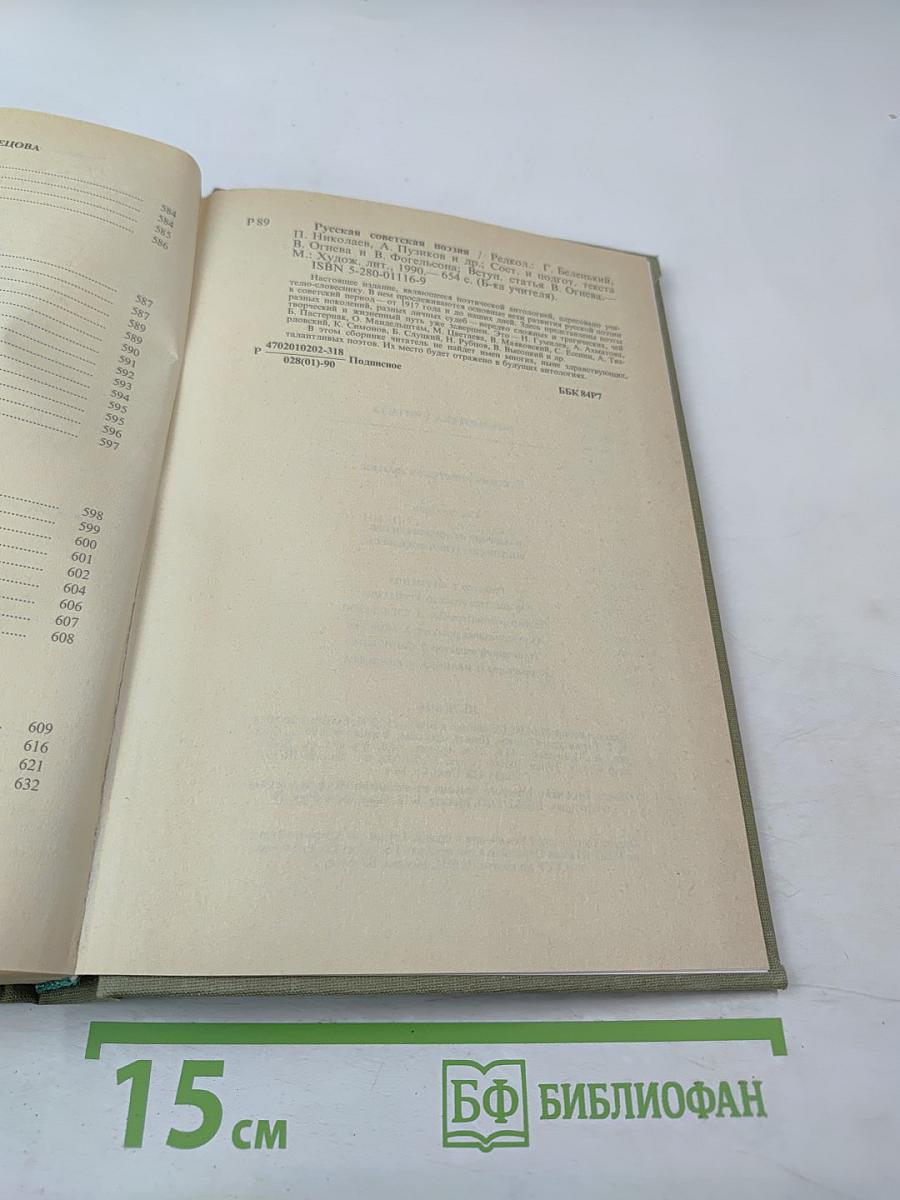 ЕЦОВА
584
584
585
586
587
587
589
589
590
591
592
593
594
595
595
596
597
598
599
600
601
602
604
606
607
608
609
616
621
632
Р 89
Русская советская поэзия / Редкол.: Г. Беленький,
П. Николаев, А. Пузиков и др.; Сост. и подгот. текста
В. Огнева и В. Фогельсона; Вступ. статья В. Огнева.—
М.: Худож. лит., 1990.— 654 с. (Б-ка учителя).
ISBN 5-280-01116-9
Настоящее издание, являющееся поэтической антологией, адресовано учи-
телю-словеснику. В нем прослеживаются основные вехи развития русской поэзии
в советский период — от 1917 года и до наших дней. Здесь представлены поэты
разных поколений, разных личных судеб — нередко сложных и трагических, чей
творческий и жизненный путь уже завершен. Это — Н. Гумилев, А. Ахматова,
Б. Пастернак, О. Мандельштам, М. Цветаева, В. Маяковский, С. Есенин, А. Тва-
рдовский, К. Симонов, Б. Слуцкий, Н. Рубцов, В. Высоцкий и др.
В этом сборнике читатель не найдет имен многих, ныне здравствующих,
талантливых поэтов. Их место будет отражено в будущих антологиях.
Р 4702010202-318
028(01)-90 Подписное
ББК 84Р7
15 см
БФ БИБЛИОФАН